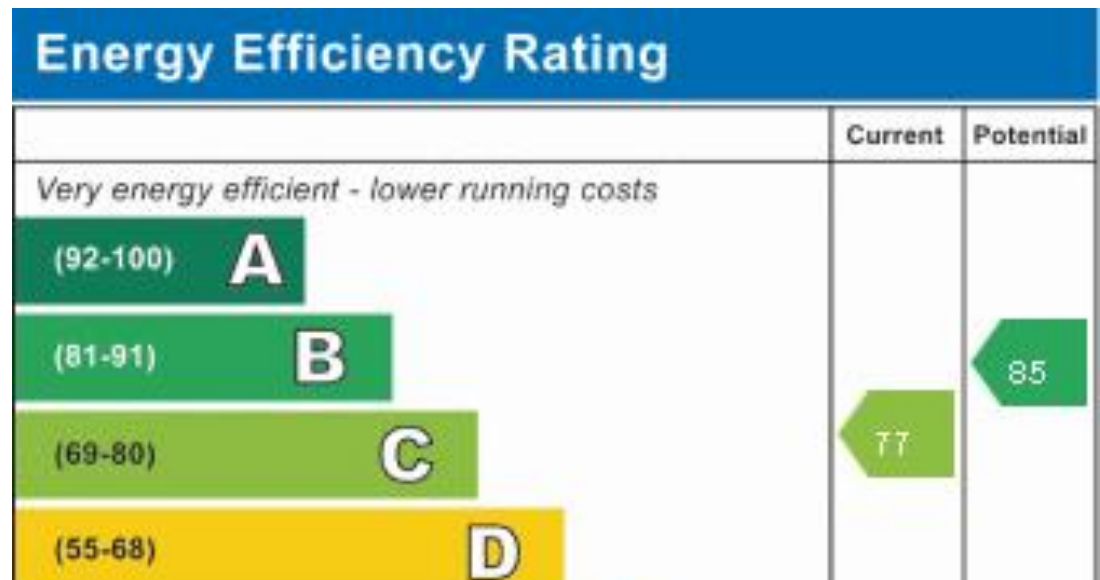 Energy Efficiency Rating
Current Potential
Very energy efficient - lower running costs
(92-100) A
(81-91) B
85
(69-80) C
77
(55-68) D